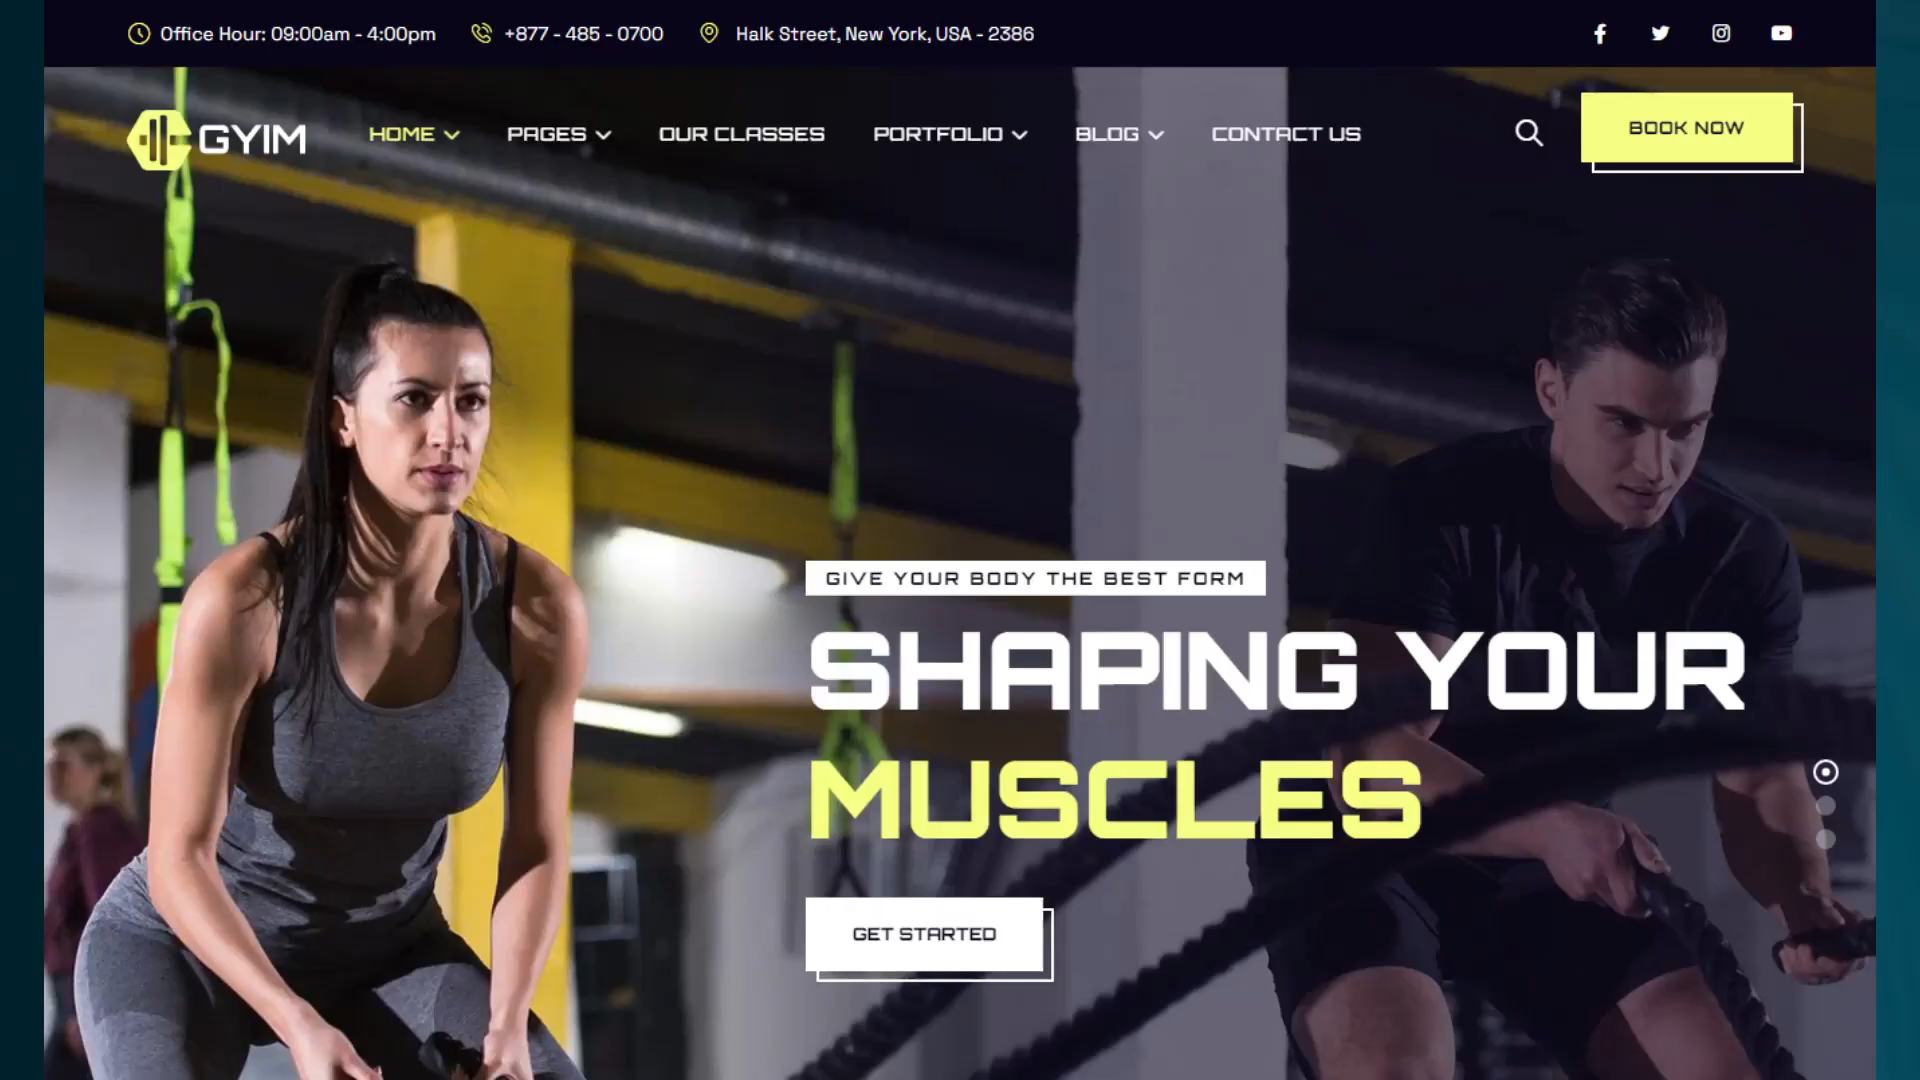 Office Hour: 09:00am - 4:00pm
+877 - 485 - 0700
Halk Street, New York, USA - 2386
GYIM
HOME
PAGES
OUR CLASSES
PORTFOLIO
BLOG
CONTACT US
BOOK NOW
GIVE YOUR BODY THE BEST FORM
SHAPING YOUR
MUSCLES
GET STARTED